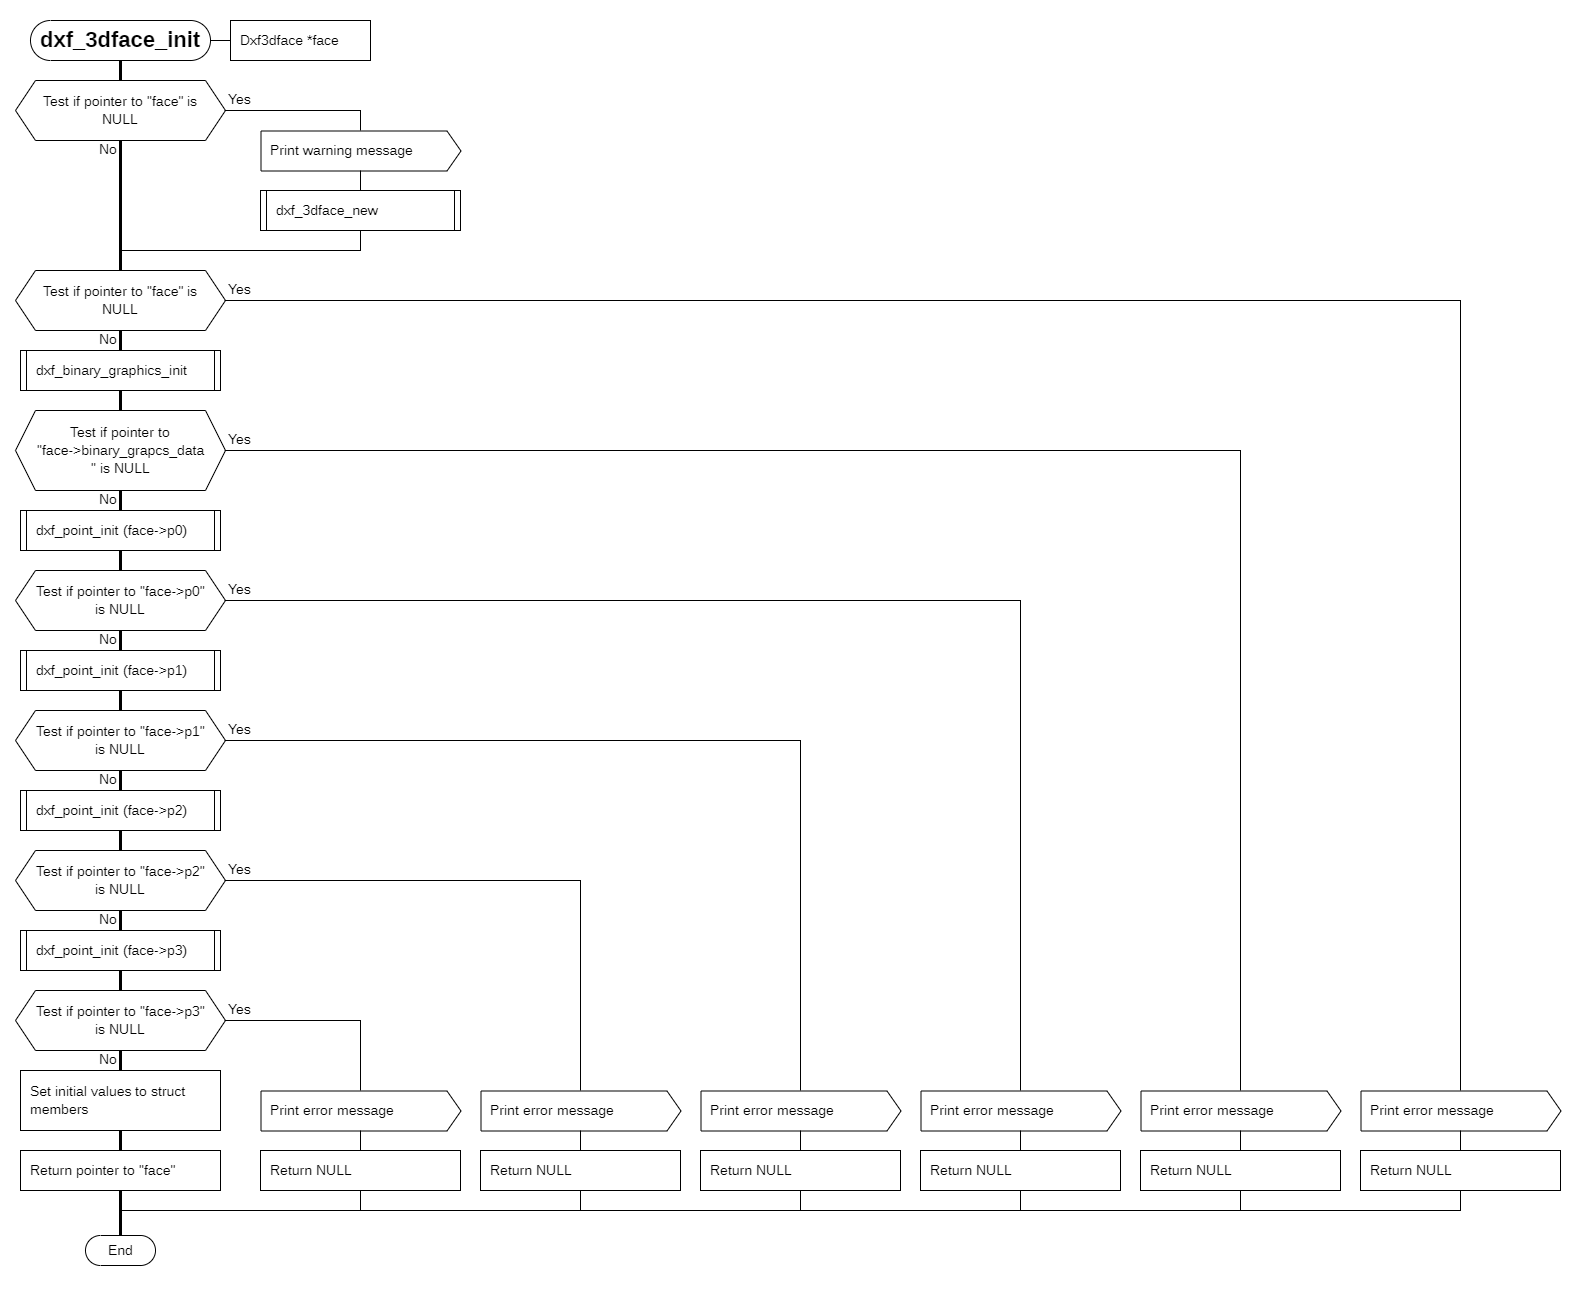 dxf_3dface_init
Dxf3dface *face
Test if pointer to "face" is
NULL
Yes
No
Print warning message
dxf_3dface_new
Test if pointer to "face" is
NULL
Yes
No
dxf_binary_graphics_init
Test if pointer to
"face->binary_grapcs_data
" is NULL
Yes
No
dxf_point_init (face->p0)
Test if pointer to "face->p0"
is NULL
Yes
No
dxf_point_init (face->p1)
Test if pointer to "face->p1"
is NULL
Yes
No
dxf_point_init (face->p2)
Test if pointer to "face->p2"
is NULL
Yes
No
dxf_point_init (face->p3)
Test if pointer to "face->p3"
is NULL
Yes
No
Set initial values to struct
members
Print error message
Print error message
Print error message
Print error message
Print error message
Print error message
Return pointer to "face"
Return NULL
Return NULL
Return NULL
Return NULL
Return NULL
Return NULL
End